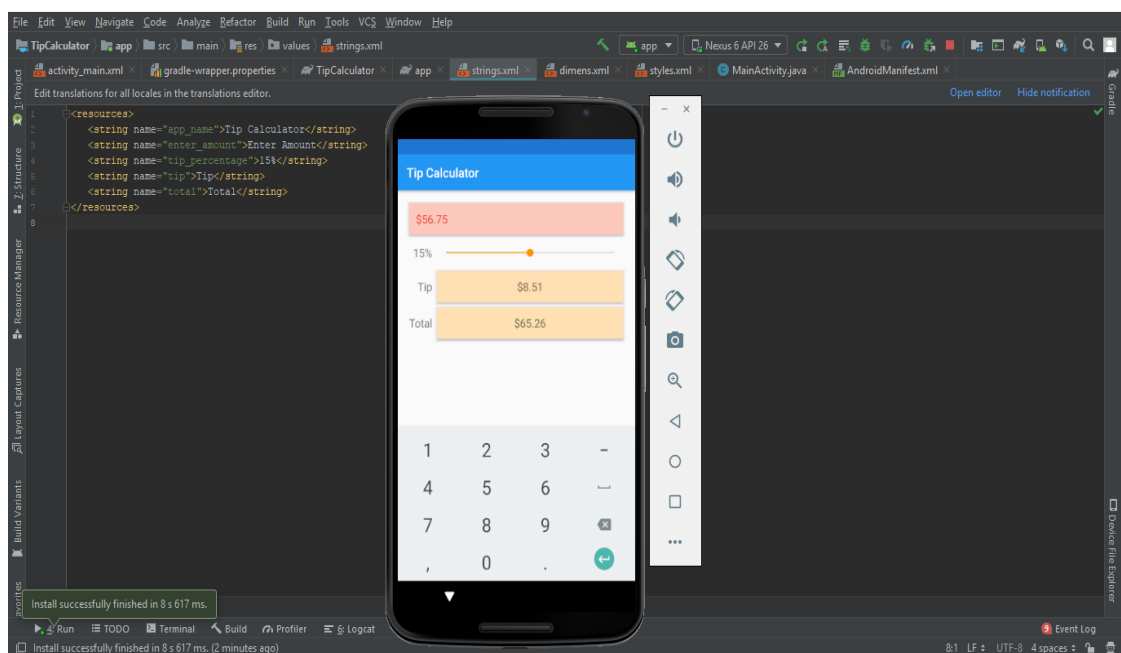 File Edit View Navigate Code Analyze Refactor Build Run Tools VCS Window Help
TipCalculator app src main res values strings.xml app Nexus 6 API 26
activity_main.xml gradle-wrapper.properties TipCalculator app strings.xml dimens.xml styles.xml MainActivity.java AndroidManifest.xml
Edit translations for all locales in the translations editor. Open editor Hide notification
1 <resources>
2 <string name="app_name">Tip Calculator</string>
3 <string name="enter_amount">Enter Amount</string>
4 <string name="tip_percentage">15%</string>
5 <string name="tip">Tip</string>
6 <string name="total">Total</string>
7 </resources>
8
1: Project
Z: Structure
Resource Manager
Layout Captures
Build Variants
avorites
Gradle
Device File Explorer
Tip Calculator
$56.75
15%
Tip $8.51
Total $65.26
1 2 3 -
4 5 6
7 8 9
, 0 .
Install successfully finished in 8 s 617 ms.
4: Run TODO Terminal Build Profiler 6: Logcat 9 Event Log
Install successfully finished in 8 s 617 ms. (2 minutes ago) 8:1 LF UTF-8 4 spaces